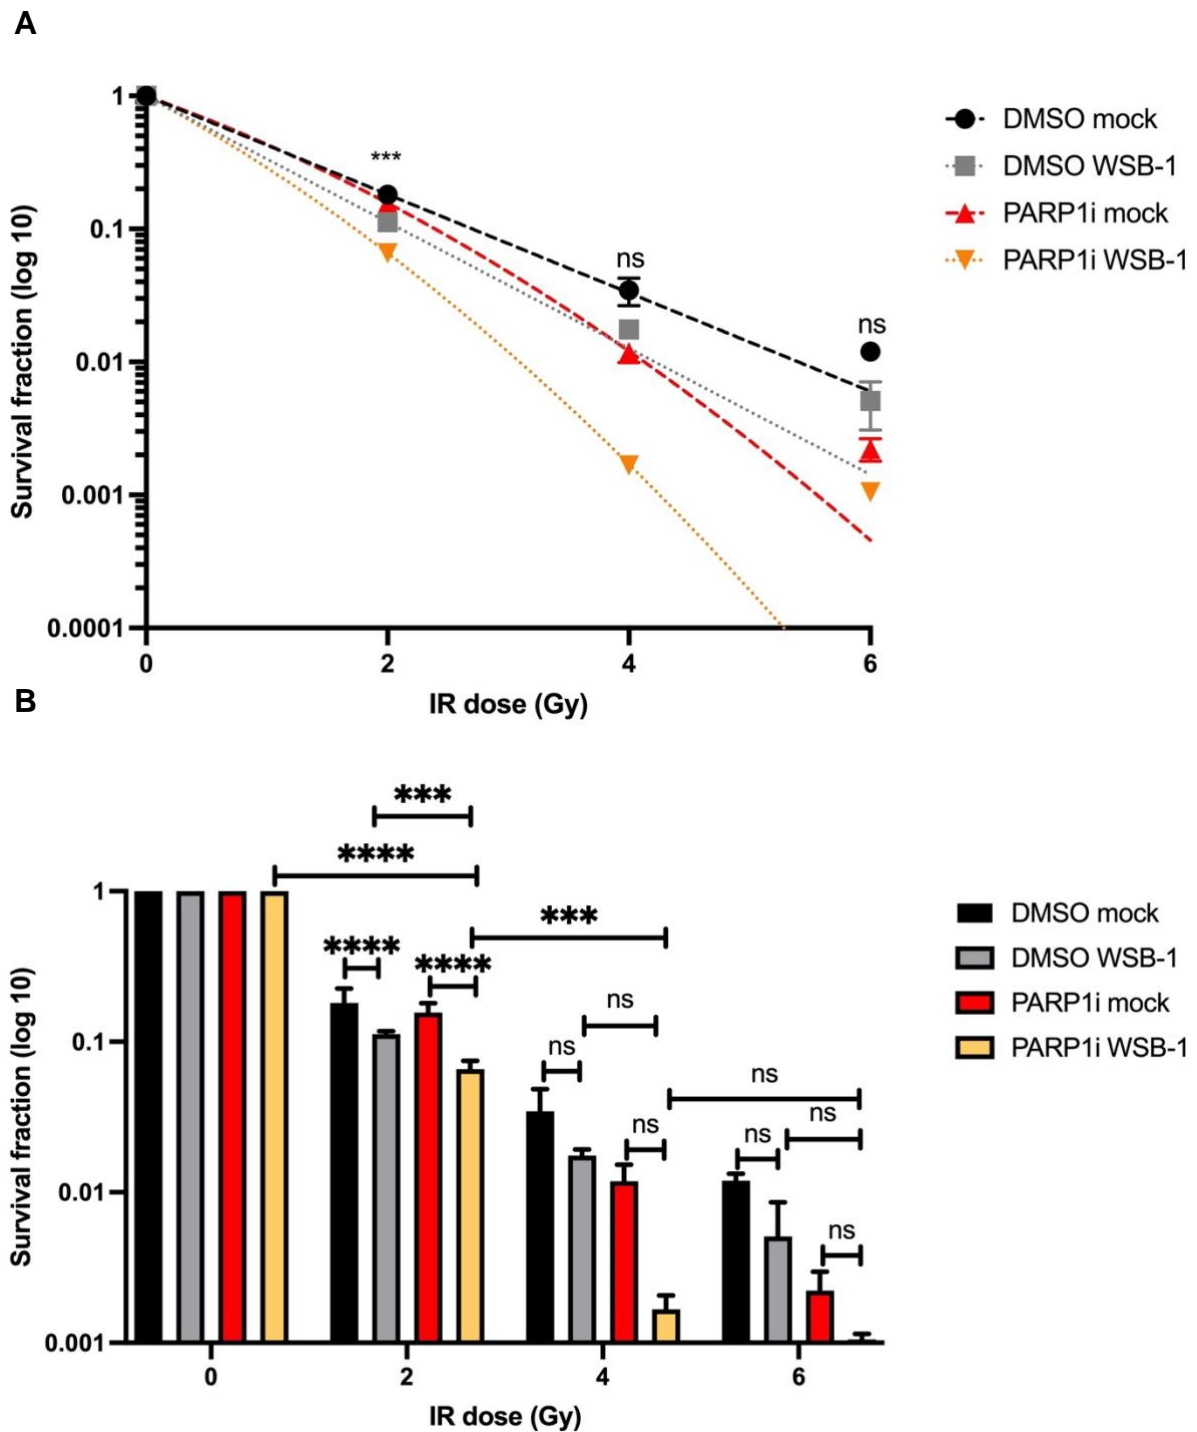 A
Survival fraction (log 10)
1
0.1
0.01
0.001
0.0001
***
ns
ns
0 2 4 6
IR dose (Gy)
DMSO mock
DMSO WSB-1
PARP1i mock
PARP1i WSB-1
B
Survival fraction (log 10)
1
0.1
0.01
0.001
***
****
***
****
****
ns
ns
ns
ns
ns
ns
ns
0 2 4 6
IR dose (Gy)
DMSO mock
DMSO WSB-1
PARP1i mock
PARP1i WSB-1